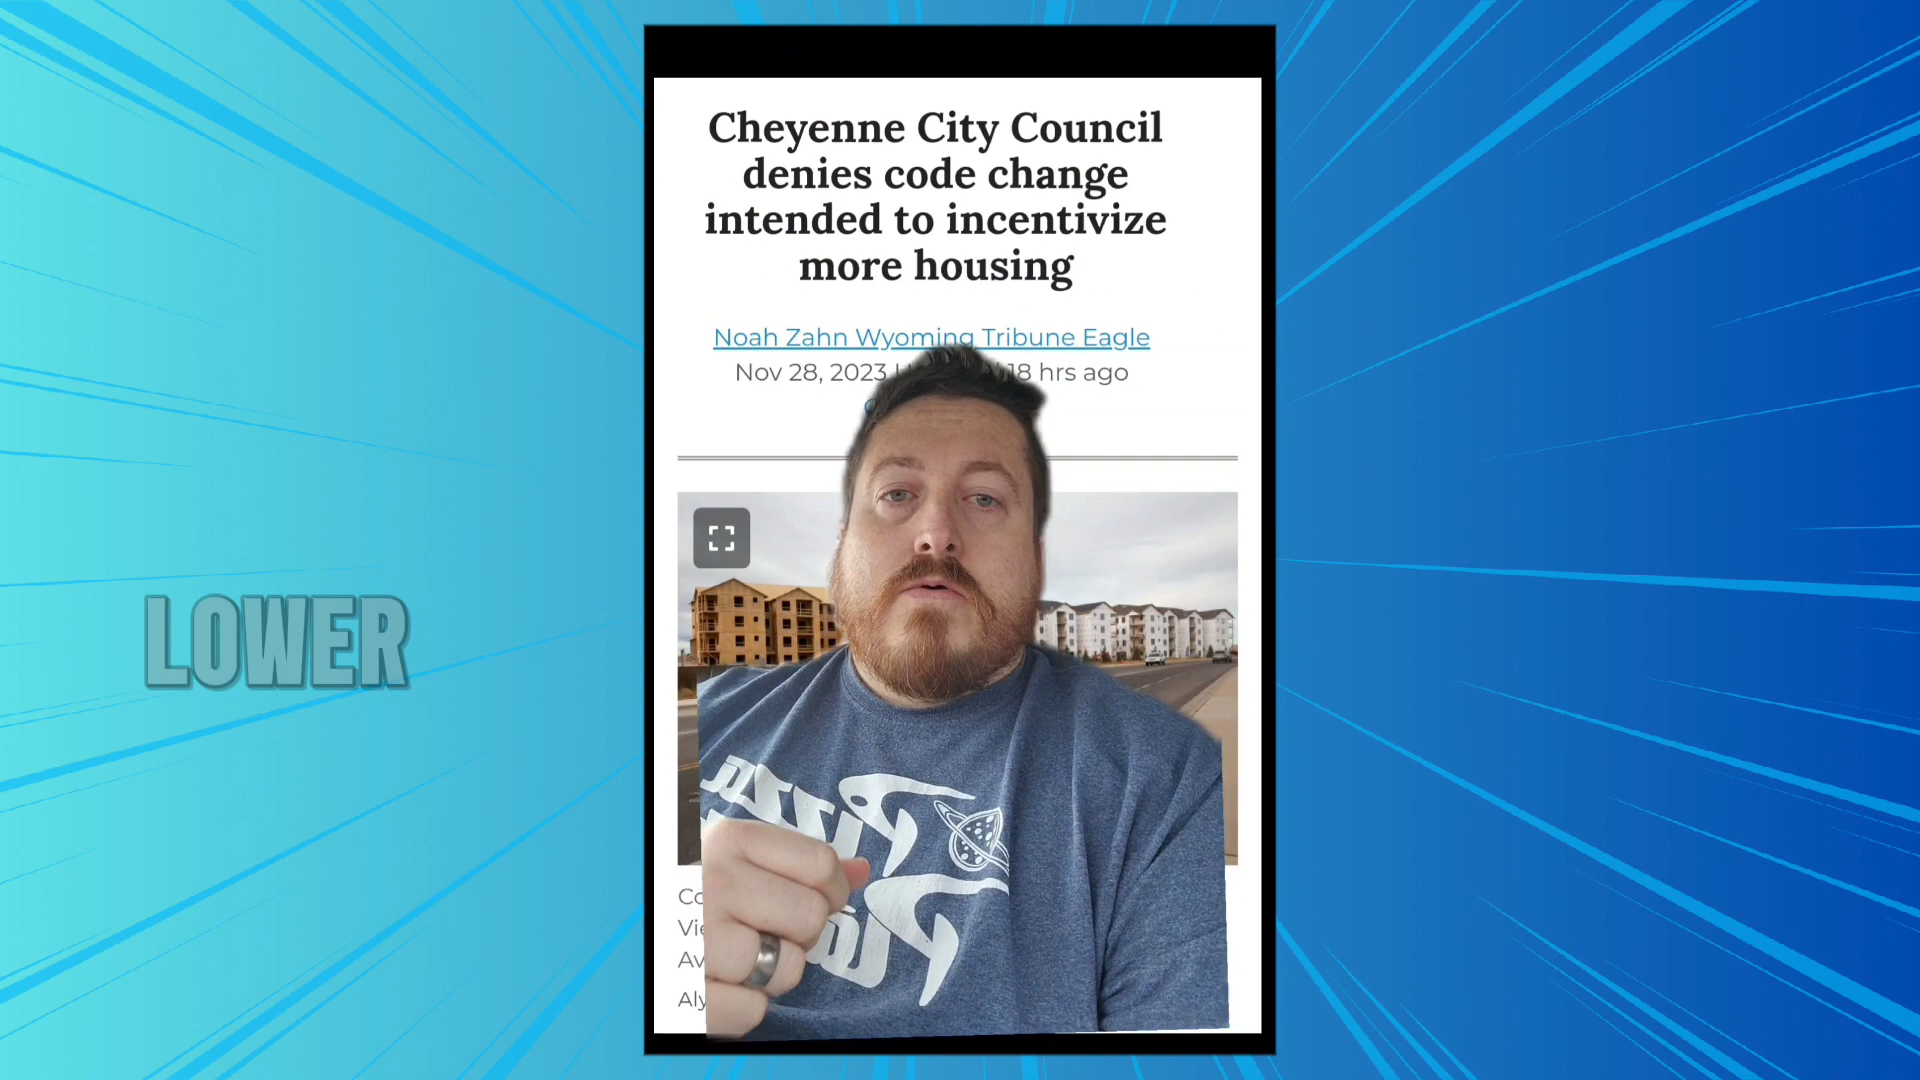 Cheyenne City Council
denies code change
intended to incentivize
more housing
Noah Zahn Wyoming Tribune Eagle
Nov 28, 2023 18 hrs ago
LOWER